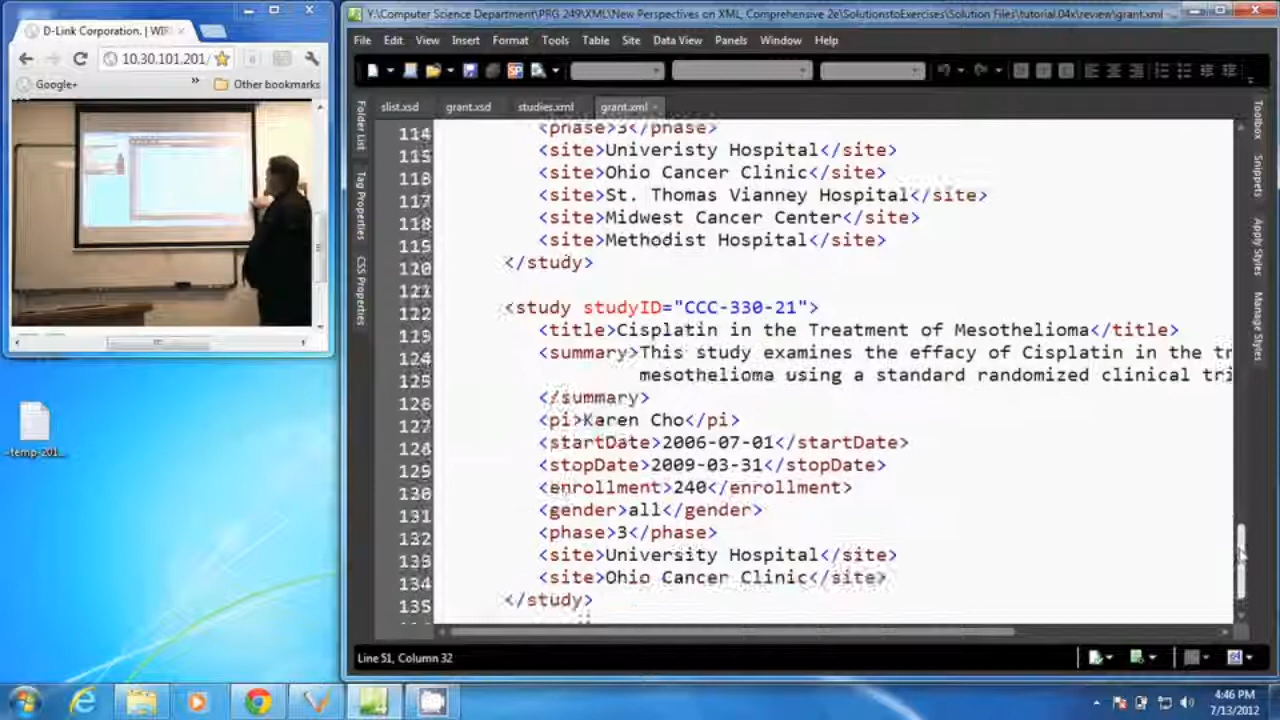 D-Link Corporation. | WIR
10.30.101.201/
Google+
»
Other bookmarks
~temp-201...
Y:\Computer Science Department\PRG 249\XML\New Perspectives on XML, Comprehensive 2e\SolutionstoExercises\Solution Files\tutorial.04x\review\grant.xml
File Edit View Insert Format Tools Table Site Data View Panels Window Help
slist.xsd grant.xsd studies.xml grant.xml
Folder List
Tag Properties
CSS Properties
Toolbox
Snippets
Apply Styles
Manage Styles
114 <phase>3</phase>
115 <site>Univeristy Hospital</site>
116 <site>Ohio Cancer Clinic</site>
117 <site>St. Thomas Vianney Hospital</site>
118 <site>Midwest Cancer Center</site>
119 <site>Methodist Hospital</site>
120 </study>
121
122 <study studyID="CCC-330-21">
123 <title>Cisplatin in the Treatment of Mesothelioma</title>
124 <summary>This study examines the effacy of Cisplatin in the tr
125 mesothelioma using a standard randomized clinical tri
126 </summary>
127 <pi>Karen Cho</pi>
128 <startDate>2006-07-01</startDate>
129 <stopDate>2009-03-31</stopDate>
130 <enrollment>240</enrollment>
131 <gender>all</gender>
132 <phase>3</phase>
133 <site>University Hospital</site>
134 <site>Ohio Cancer Clinic</site>
135 </study>
Line 51, Column 32
4:46 PM
7/13/2012